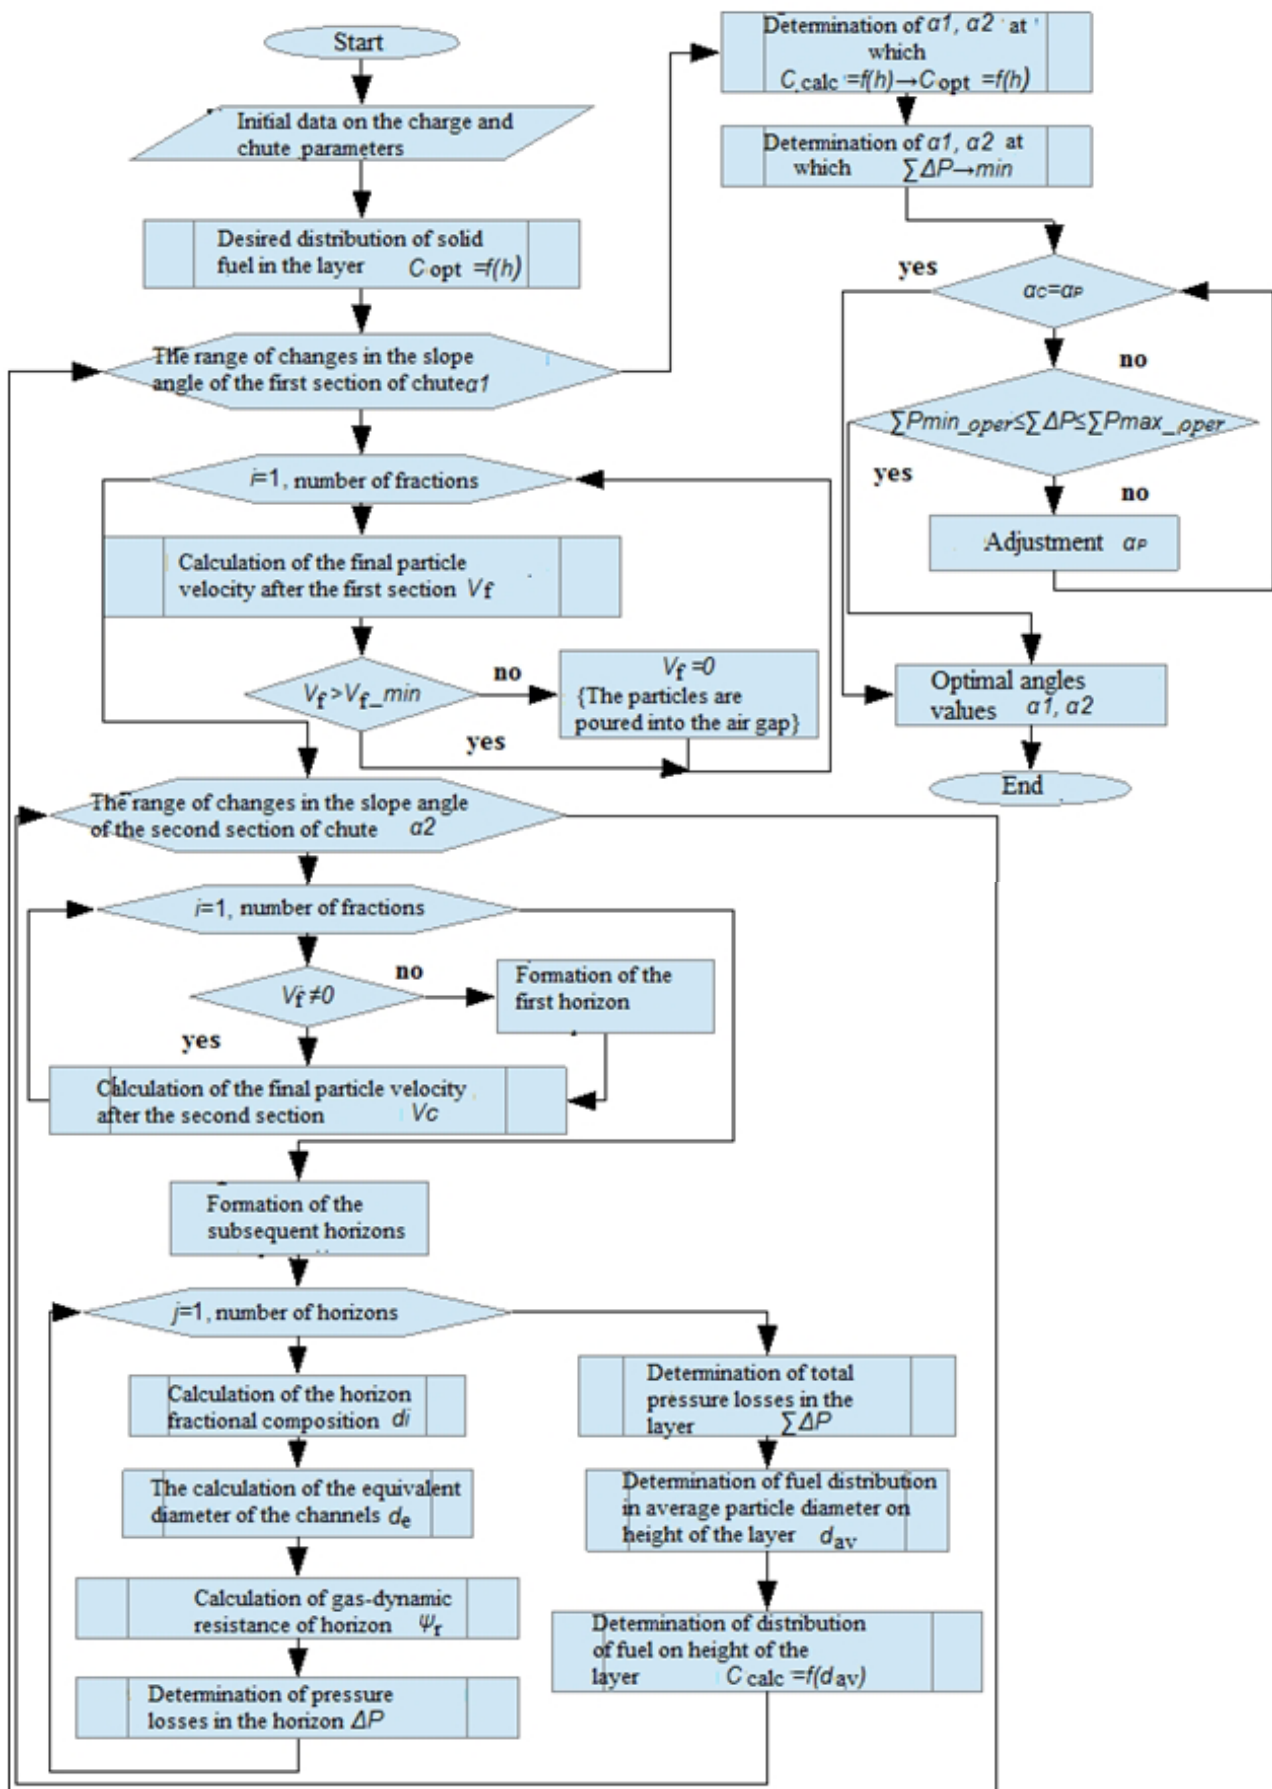 Start
Initial data on the charge and
chute parameters
Desired distribution of solid
fuel in the layer C opt =f(h)
The range of changes in the slope
angle of the first section of chute α1
i=1, number of fractions
Calculation of the final particle
velocity after the first section Vf
Vf>Vf_min
no
yes
Vf =0
{The particles are
poured into the air gap}
The range of changes in the slope angle
of the second section of chute α2
i=1, number of fractions
Vf≠0
no
yes
Formation of the
first horizon
Calculation of the final particle velocity
after the second section Vc
Formation of the
subsequent horizons
j=1, number of horizons
Calculation of the horizon
fractional composition di
The calculation of the equivalent
diameter of the channels de
Calculation of gas-dynamic
resistance of horizon ψr
Determination of pressure
losses in the horizon ΔP
Determination of total
pressure losses in the
layer ∑ΔP
Determination of fuel distribution
in average particle diameter on
height of the layer dav
Determination of distribution
of fuel on height of the
layer C calc =f(dav)
Determination of α1, α2 at
which
C calc =f(h)→C opt =f(h)
Determination of α1, α2 at
which ∑ΔP→min
αC=αP
yes
no
∑Pmin_oper≤∑ΔP≤∑Pmax_oper
yes
no
Adjustment αP
Optimal angles
values α1, α2
End